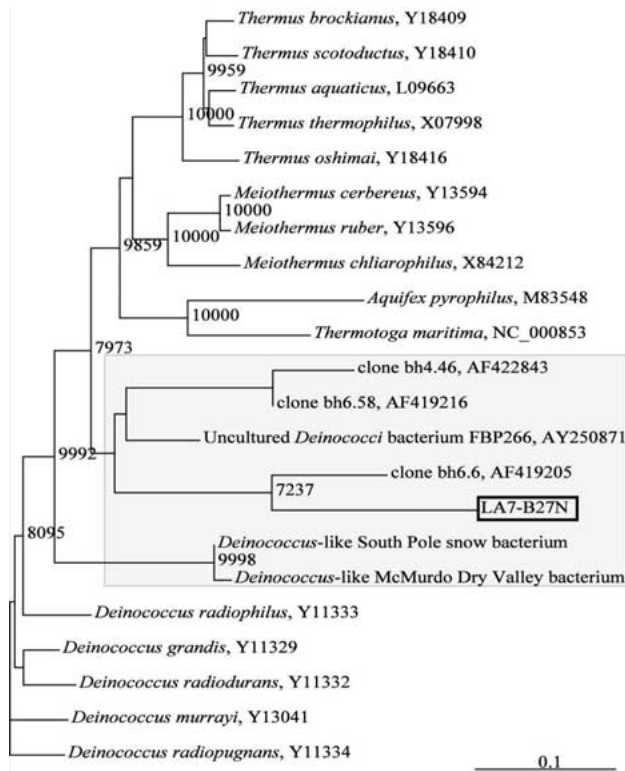 Thermus brockianus, Y18409
Thermus scotoductus, Y18410
9959
Thermus aquaticus, L09663
10000
Thermus thermophilus, X07998
Thermus oshimai, Y18416
Meiothermus cerbereus, Y13594
10000
Meiothermus ruber, Y13596
9859
10000
Meiothermus chliarophilus, X84212
Aquifex pyrophilus, M83548
10000
Thermotoga maritima, NC_000853
7973
clone bh4.46, AF422843
clone bh6.58, AF419216
Uncultured Deinococci bacterium FBP266, AY250871
9992
clone bh6.6, AF419205
7237
LA7-B27N
8095
Deinococcus-like South Pole snow bacterium
9998
Deinococcus-like McMurdo Dry Valley bacterium
Deinococcus radiophilus, Y11333
Deinococcus grandis, Y11329
Deinococcus radiodurans, Y11332
Deinococcus murrayi, Y13041
Deinococcus radiopugnans, Y11334
0.1